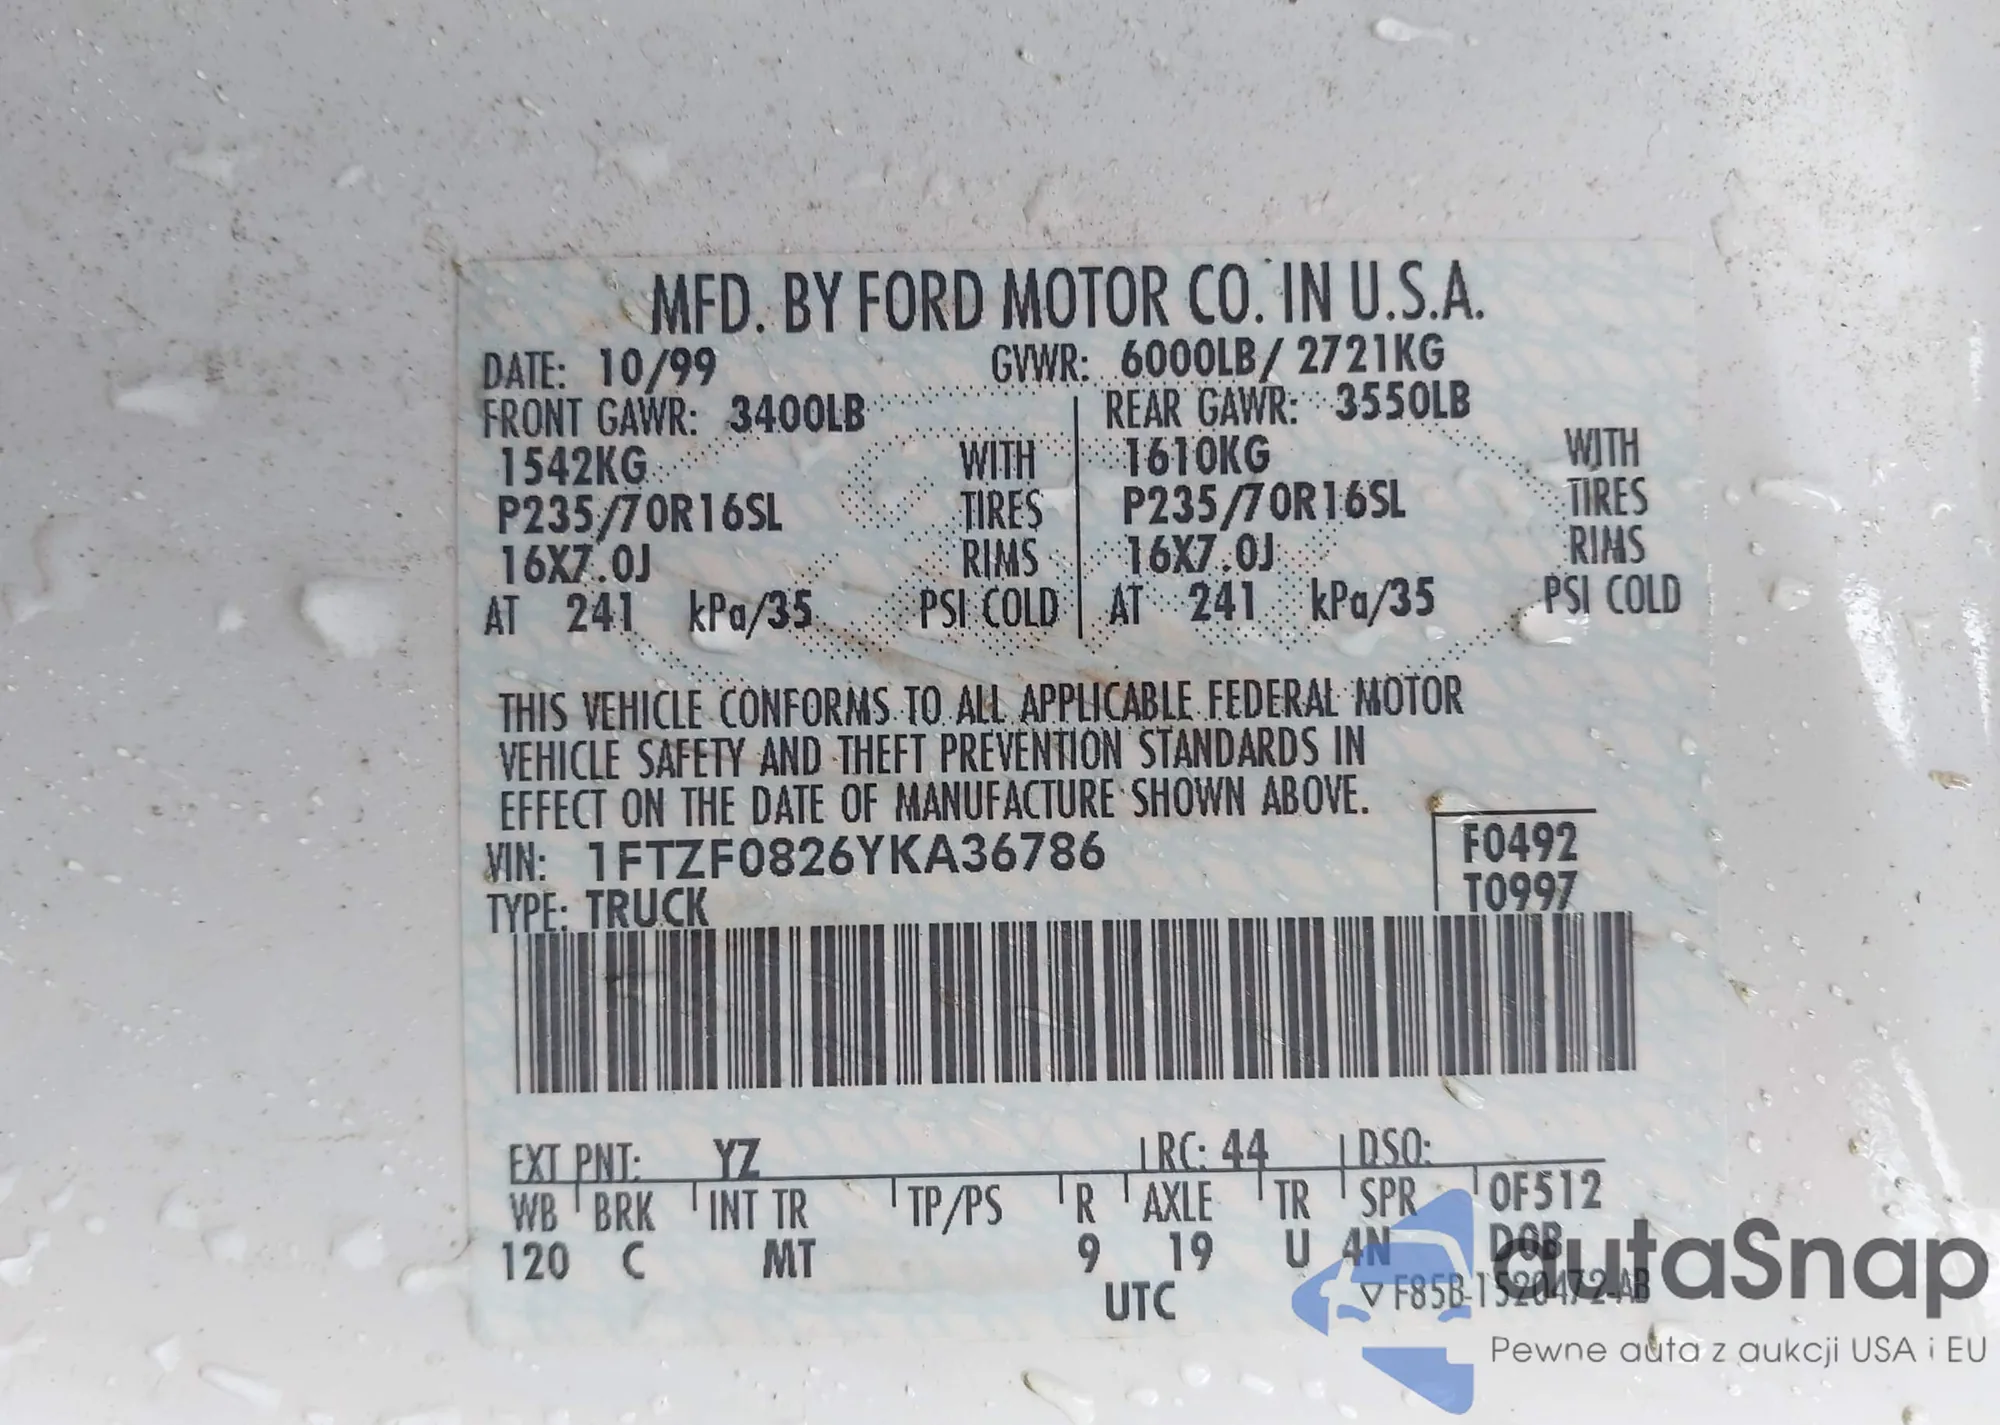 MFD. BY FORD MOTOR CO. IN U.S.A.
DATE: 10/99 GVWR: 6000LB/ 2721KG
FRONT GAWR: 3400LB REAR GAWR: 3550LB
1542KG WITH 1610KG WITH
P235/70R16SL TIRES P235/70R16SL TIRES
16X7.0J RIMS 16X7.0J RIMS
AT 241 kPa/35 PSI COLD AT 241 kPa/35 PSI COLD
THIS VEHICLE CONFORMS TO ALL APPLICABLE FEDERAL MOTOR
VEHICLE SAFETY AND THEFT PREVENTION STANDARDS IN
EFFECT ON THE DATE OF MANUFACTURE SHOWN ABOVE.
VIN: 1FTZF0826YKA36786 F0492
TYPE: TRUCK T0997
EXT PNT: YZ RC: 44 DSO:
WB BRK INT TR TP/PS R AXLE TR SPR OF512
120 C MT 9 19 U 4N DGB
UTC ▽ F85B-1520472-AB
autaSnap
Pewne auta z aukcji USA i EU